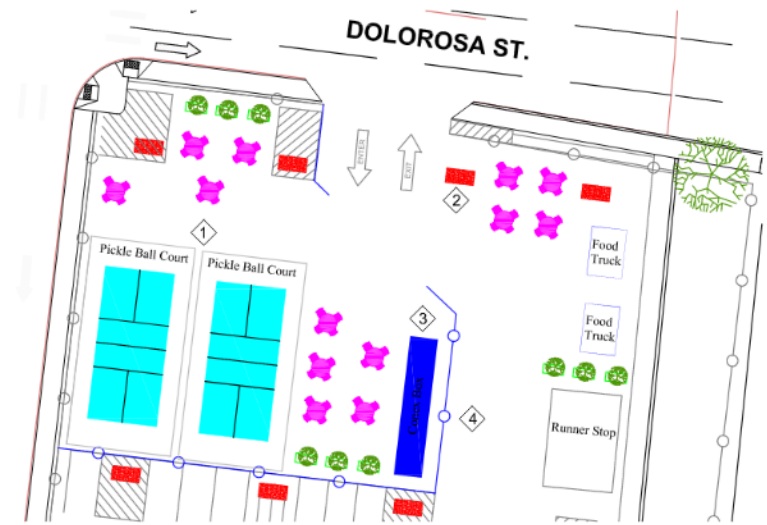 DOLOROSA ST.
ENTER
EXIT
2
1
Pickle Ball Court
Pickle Ball Court
Food
Truck
3
Food
Truck
4
Runner Stop